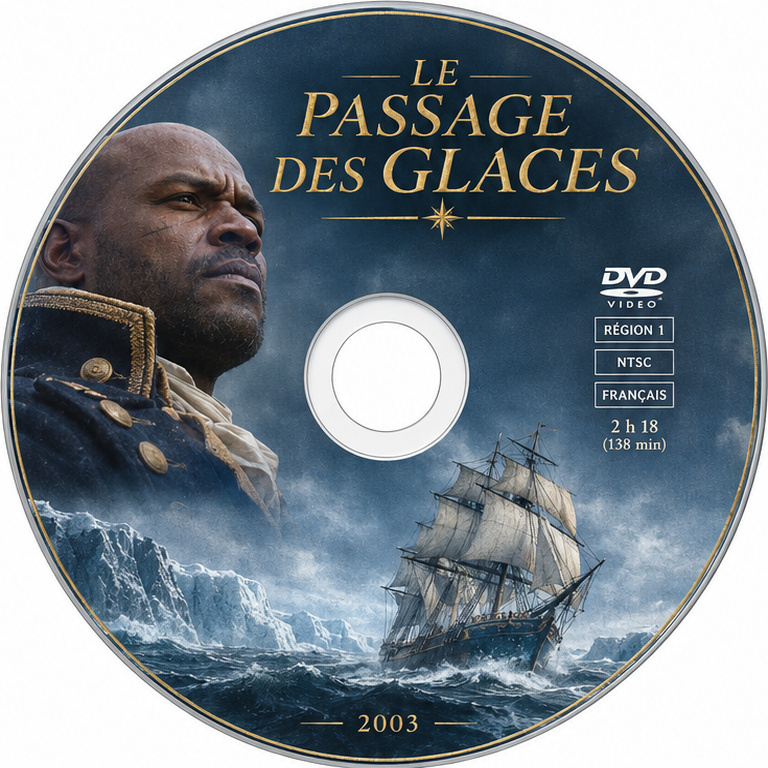 LE
PASSAGE
DES GLACES
DVD
VIDEO
RÉGION 1
NTSC
FRANÇAIS
2 h 18
(138 min)
2003